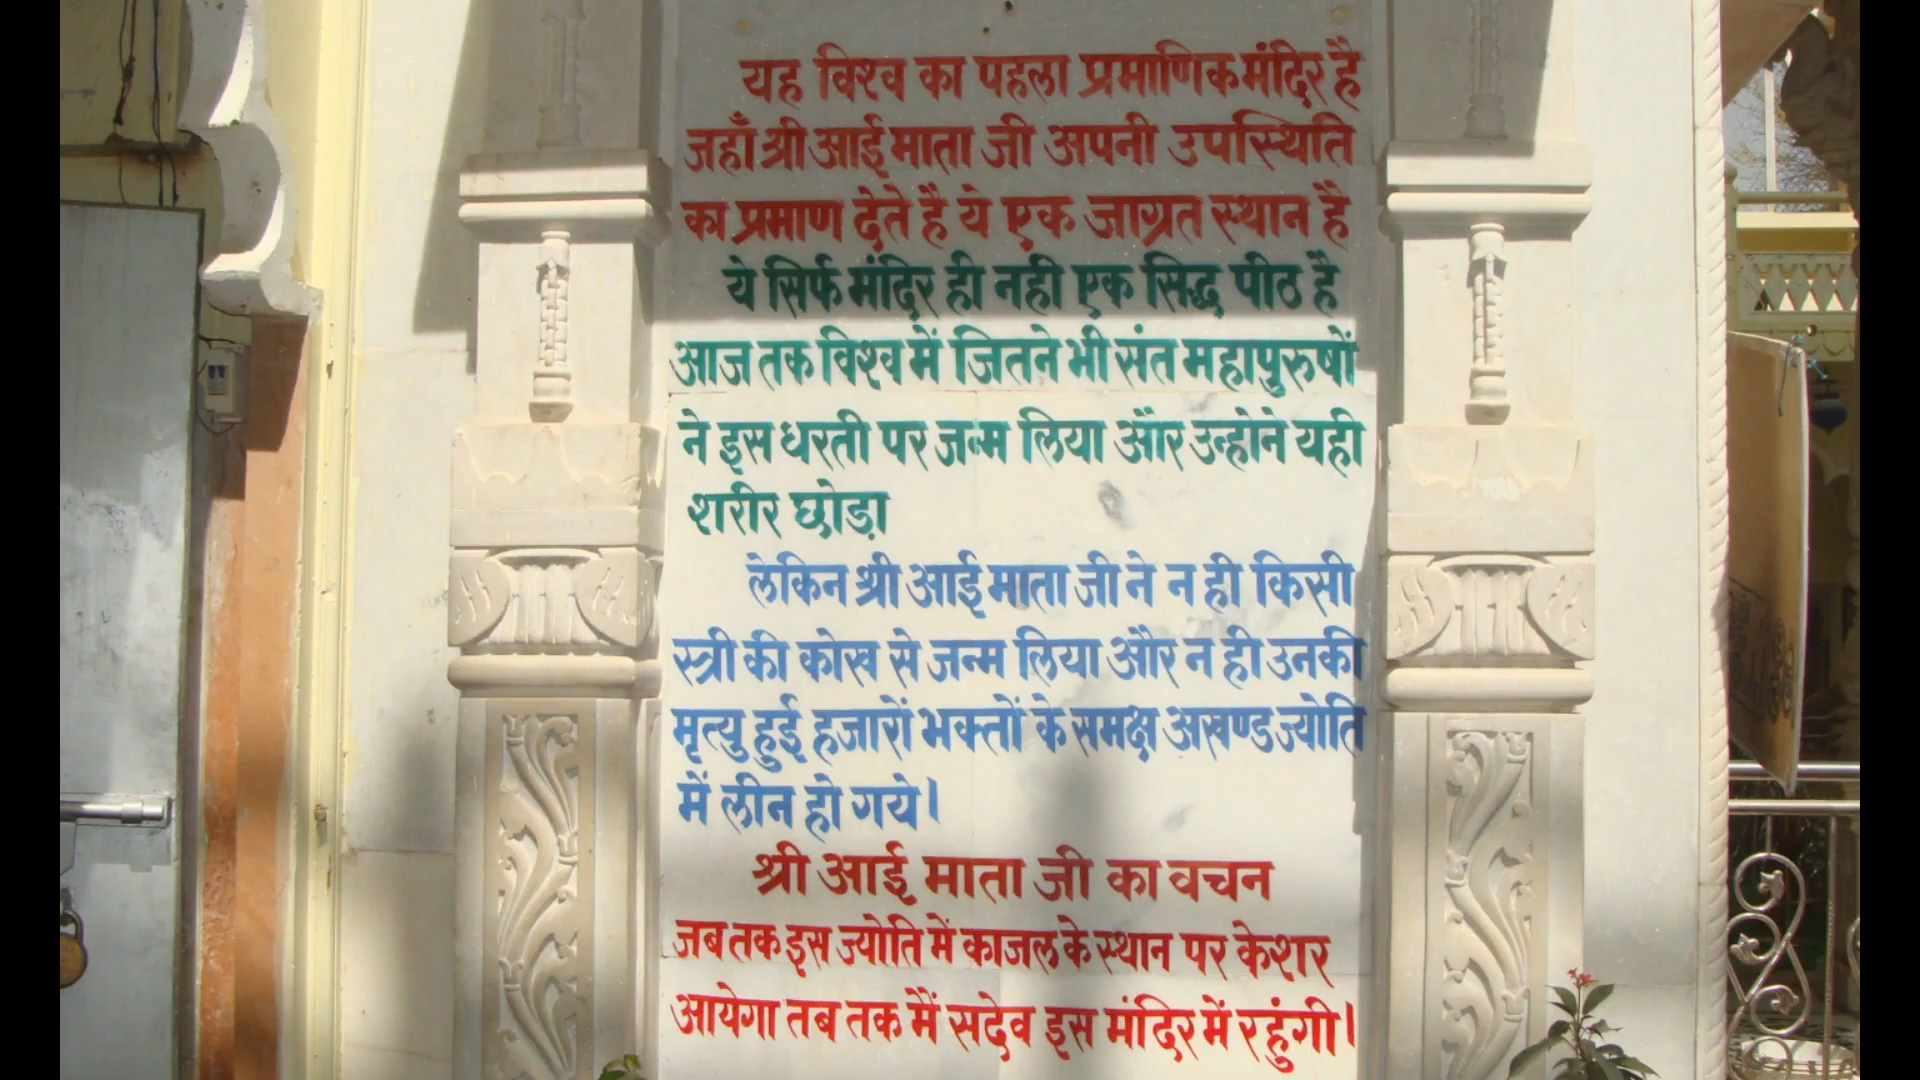 यह विश्व का पहला प्रमाणिक मंदिर है
जहाँ श्री आई माता जी अपनी उपस्थिति
का प्रमाण देते है ये एक जाग्रत स्थान है
ये सिर्फ मंदिर ही नही एक सिद्ध पीठ है
आज तक विश्व में जितने भी संत महापुरुषों
ने इस धरती पर जन्म लिया और उन्होने यही
शरीर छोडा़
लेकिन श्री आई माता जी ने न ही किसी
स्त्री की कोख से जन्म लिया और न ही उनकी
मृत्यु हुई हजारों भक्तों के समक्ष अखण्ड ज्योति
में लीन हो गये।
श्री आई माता जी का वचन
जब तक इस ज्योति में काजल के स्थान पर केशर
आयेगा तब तक मैं सदेव इस मंदिर में रहुंगी।